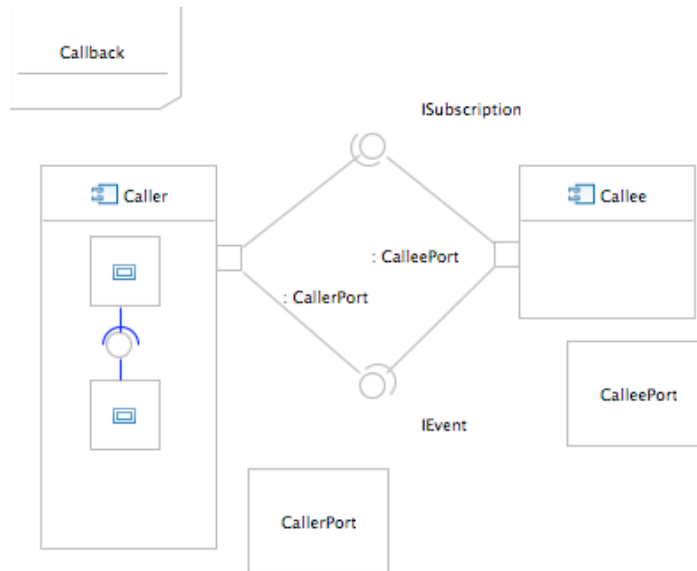 Callback
ISubscription
Caller
Callee
: CalleePort
: CallerPort
CalleePort
IEvent
CallerPort